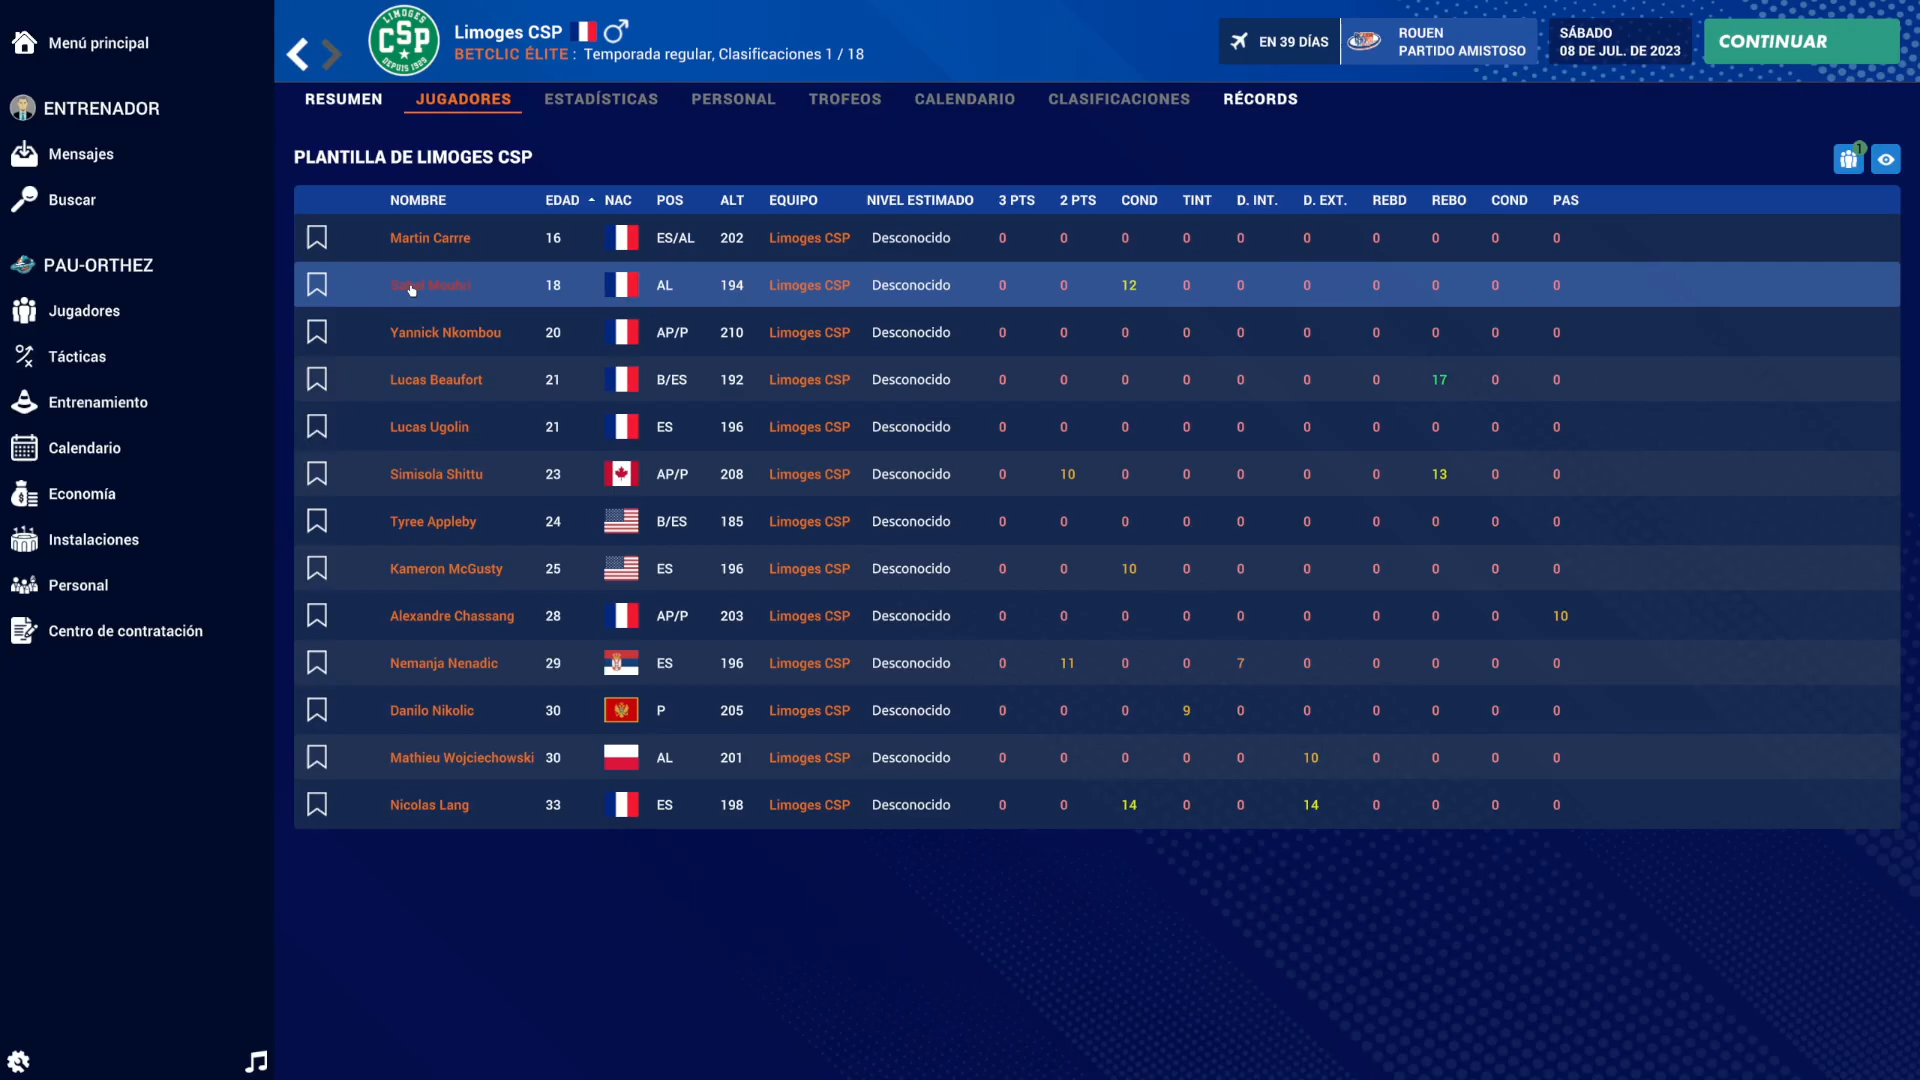 Menú principal
ENTRENADOR
Mensajes
Buscar
PAU-ORTHEZ
Jugadores
Tácticas
Entrenamiento
Calendario
Economía
Instalaciones
Personal
Centro de contratación
LIMOGES
CSP
DEPUIS 1929
Limoges CSP
BETCLIC ÉLITE : Temporada regular, Clasificaciones 1 / 18
EN 39 DÍAS
ROUEN
PARTIDO AMISTOSO
SÁBADO
08 DE JUL. DE 2023
CONTINUAR
RESUMEN JUGADORES ESTADÍSTICAS PERSONAL TROFEOS CALENDARIO CLASIFICACIONES RÉCORDS
PLANTILLA DE LIMOGES CSP
1
NOMBRE EDAD NAC POS ALT EQUIPO NIVEL ESTIMADO 3 PTS 2 PTS COND TINT D. INT. D. EXT. REBD REBO COND PAS
Martin Carrre 16 ES/AL 202 Limoges CSP Desconocido 0 0 0 0 0 0 0 0 0 0
18 AL 194 Limoges CSP Desconocido 0 0 12 0 0 0 0 0 0 0
Yannick Nkombou 20 AP/P 210 Limoges CSP Desconocido 0 0 0 0 0 0 0 0 0 0
Lucas Beaufort 21 B/ES 192 Limoges CSP Desconocido 0 0 0 0 0 0 0 17 0 0
Lucas Ugolin 21 ES 196 Limoges CSP Desconocido 0 0 0 0 0 0 0 0 0 0
Simisola Shittu 23 AP/P 208 Limoges CSP Desconocido 0 10 0 0 0 0 0 13 0 0
Tyree Appleby 24 B/ES 185 Limoges CSP Desconocido 0 0 0 0 0 0 0 0 0 0
Kameron McGusty 25 ES 196 Limoges CSP Desconocido 0 0 10 0 0 0 0 0 0 0
Alexandre Chassang 28 AP/P 203 Limoges CSP Desconocido 0 0 0 0 0 0 0 0 0 10
Nemanja Nenadic 29 ES 196 Limoges CSP Desconocido 0 11 0 0 7 0 0 0 0 0
Danilo Nikolic 30 P 205 Limoges CSP Desconocido 0 0 0 9 0 0 0 0 0 0
Mathieu Wojciechowski 30 AL 201 Limoges CSP Desconocido 0 0 0 0 0 10 0 0 0 0
Nicolas Lang 33 ES 198 Limoges CSP Desconocido 0 0 14 0 0 14 0 0 0 0